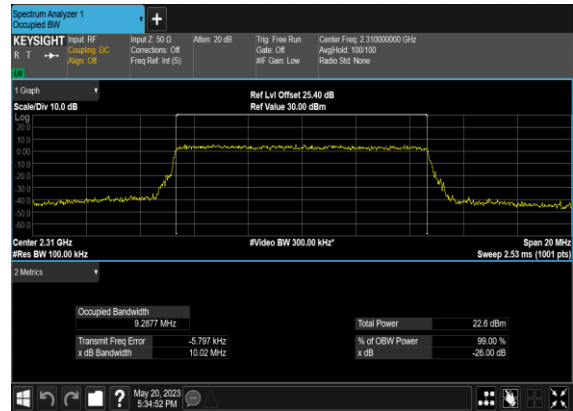 Spectrum Analyzer 1
Occupied BW
+
KEYSIGHT Input: RF Input Z: 50 Ω Atten: 20 dB Trig: Free Run Center Freq: 2.310000000 GHz
R T Coupling: DC Corrections: Off Gate: Off Avg|Hold: 100/100
Align: Off Freq Ref: Int (S) #IF Gain: Low Radio Std: None
LXI
1 Graph Ref Lvl Offset 25.40 dB
Scale/Div 10.0 dB Ref Value 30.00 dBm
Log
20.0
10.0
0.00
-10.0
-20.0
-30.0
-40.0
-50.0
-60.0
Center 2.31 GHz #Video BW 300.00 kHz* Span 20 MHz
#Res BW 100.00 kHz Sweep 2.53 ms (1001 pts)
2 Metrics
Occupied Bandwidth
9.2877 MHz Total Power 22.6 dBm
Transmit Freq Error -5.797 kHz % of OBW Power 99.00 %
x dB Bandwidth 10.02 MHz x dB -26.00 dB
? May 20, 2023
5:34:52 PM